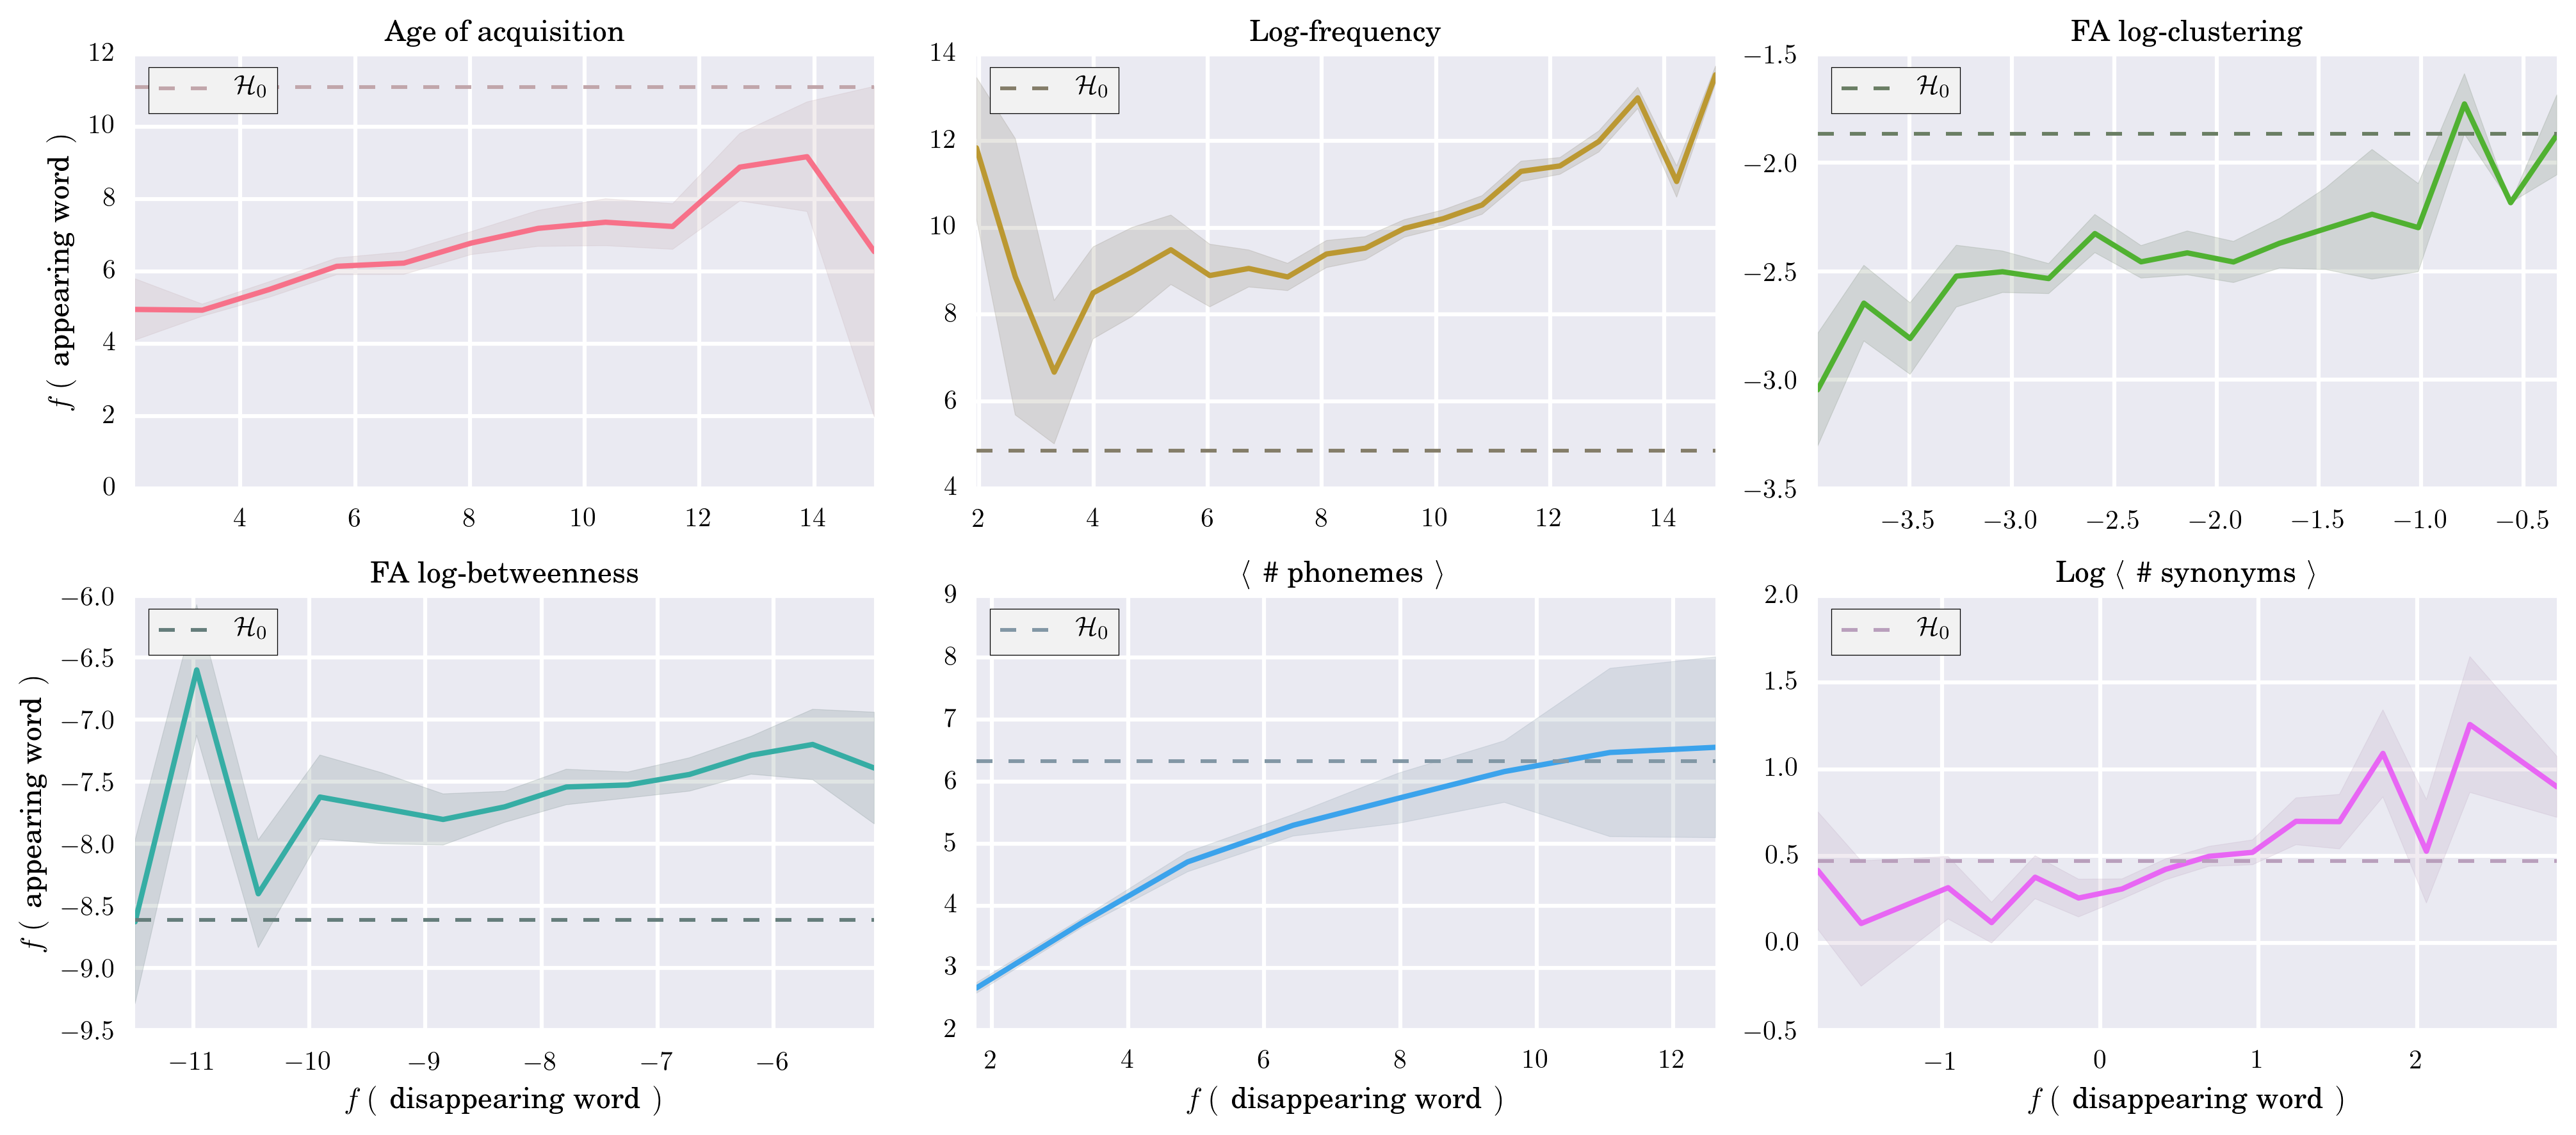 Age of acquisition
Log-frequency
FA log-clustering
12
10
8
6
4
2
0
f ( appearing word )
H0
4 6 8 10 12 14
14
12
10
8
6
4
H0
2 4 6 8 10 12 14
−1.5
−2.0
−2.5
−3.0
−3.5
H0
−3.5 −3.0 −2.5 −2.0 −1.5 −1.0 −0.5
FA log-betweenness
⟨ # phonemes ⟩
Log ⟨ # synonyms ⟩
−6.0
−6.5
−7.0
−7.5
−8.0
−8.5
−9.0
−9.5
f ( appearing word )
H0
−11 −10 −9 −8 −7 −6
f ( disappearing word )
9
8
7
6
5
4
3
2
H0
2 4 6 8 10 12
f ( disappearing word )
2.0
1.5
1.0
0.5
0.0
−0.5
H0
−1 0 1 2
f ( disappearing word )